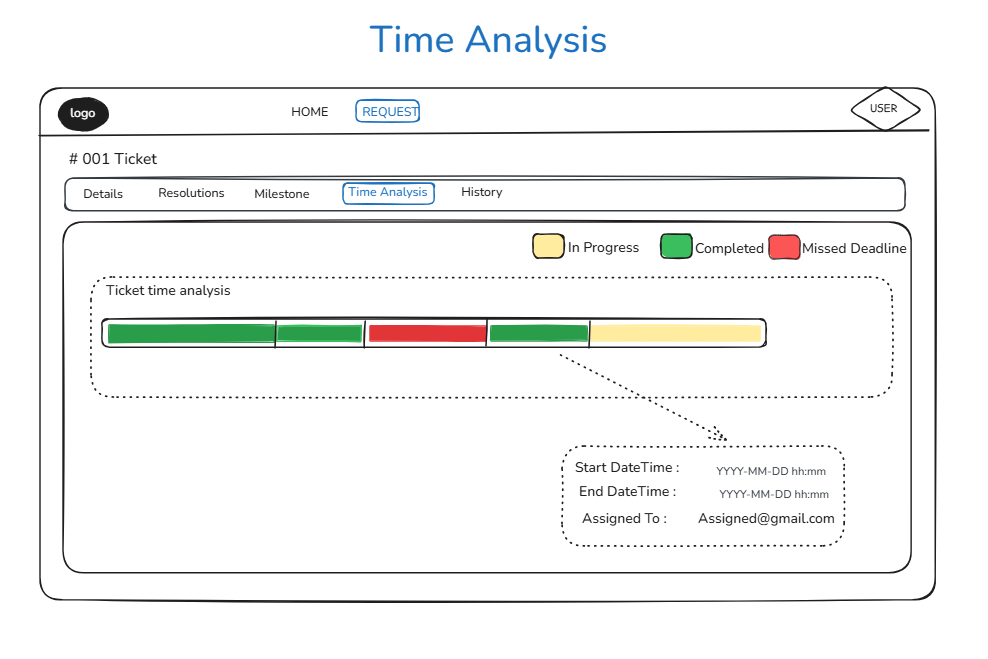 Time Analysis
logo
HOME
REQUEST
USER
# 001 Ticket
Details
Resolutions
Milestone
Time Analysis
History
In Progress
Completed
Missed Deadline
Ticket time analysis
Start DateTime : YYYY-MM-DD hh:mm
End DateTime : YYYY-MM-DD hh:mm
Assigned To : Assigned@gmail.com